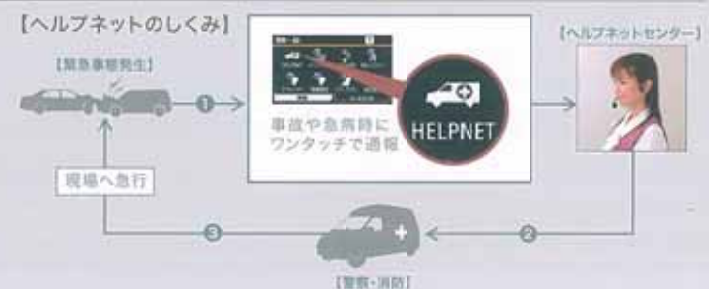 【ヘルプネットのしくみ】
【緊急事態発生】
❶
HELPNET
事故や急病時に
ワンタッチで通報
【ヘルプネットセンター】
現場へ急行
❸
❷
【警察・消防】